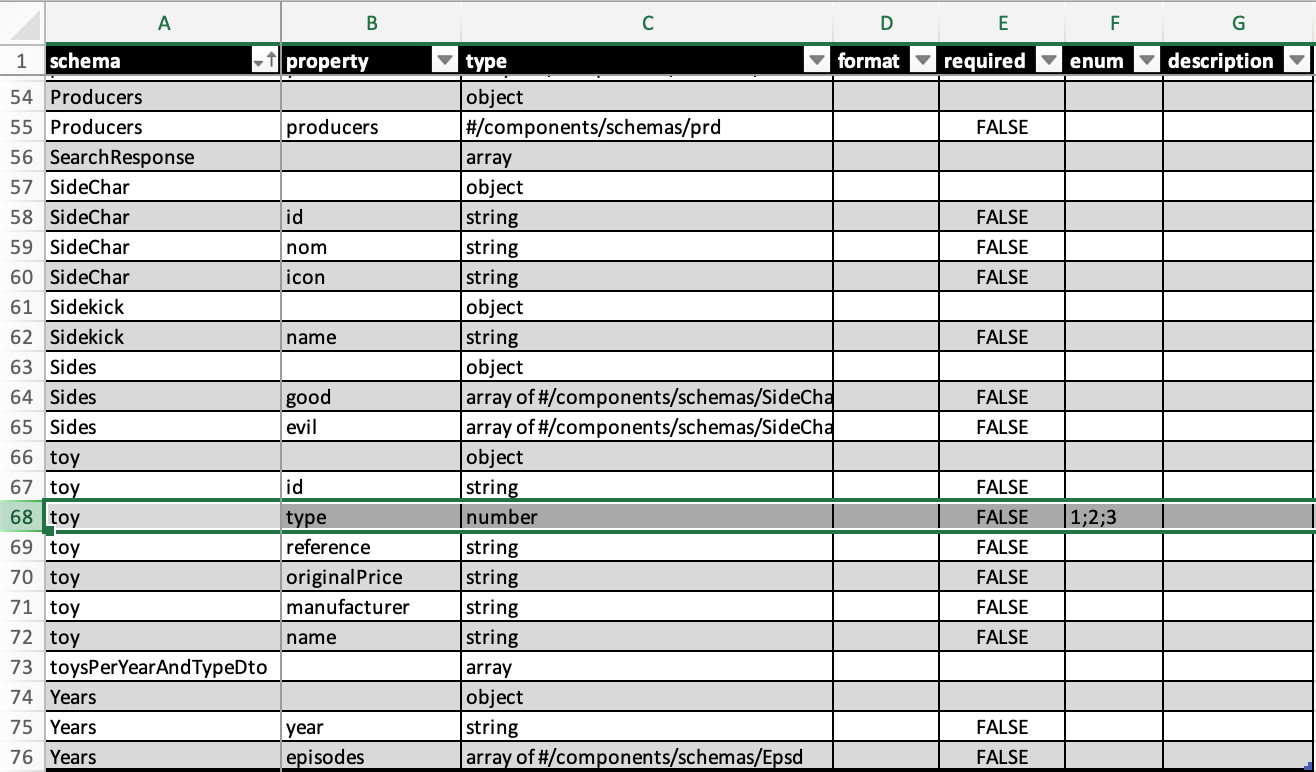 A B C D E F G
1 schema property type format required enum description
54 Producers object
55 Producers producers #/components/schemas/prd FALSE
56 SearchResponse array
57 SideChar object
58 SideChar id string FALSE
59 SideChar nom string FALSE
60 SideChar icon string FALSE
61 Sidekick object
62 Sidekick name string FALSE
63 Sides object
64 Sides good array of #/components/schemas/SideCha FALSE
65 Sides evil array of #/components/schemas/SideCha FALSE
66 toy object
67 toy id string FALSE
68 toy type number FALSE 1;2;3
69 toy reference string FALSE
70 toy originalPrice string FALSE
71 toy manufacturer string FALSE
72 toy name string FALSE
73 toysPerYearAndTypeDto array
74 Years object
75 Years year string FALSE
76 Years episodes array of #/components/schemas/Epsd FALSE